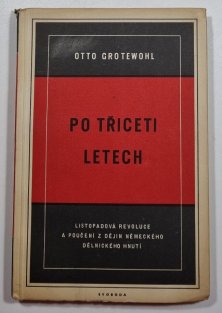 OTTO GROTEWOHL
PO TŘICETI
LETECH
LISTOPADOVÁ REVOLUCE
A POUČENÍ Z DĚJIN NĚMECKÉHO
DĚLNICKÉHO HNUTÍ
SVOBODA